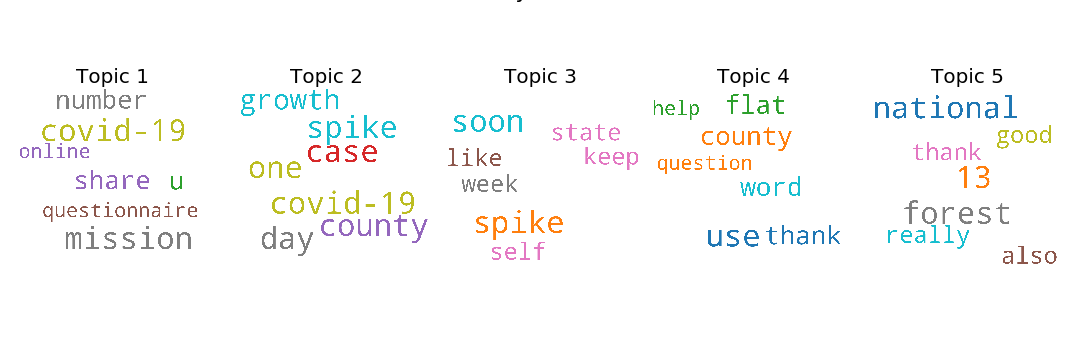 Topic 1
number
covid-19
online
share u
questionnaire
mission
Topic 2
growth
spike
case
one
covid-19
county
day
Topic 3
soon
state
like
keep
week
spike
self
Topic 4
help flat
county
question
word
use thank
Topic 5
national
good
thank
13
forest
really
also